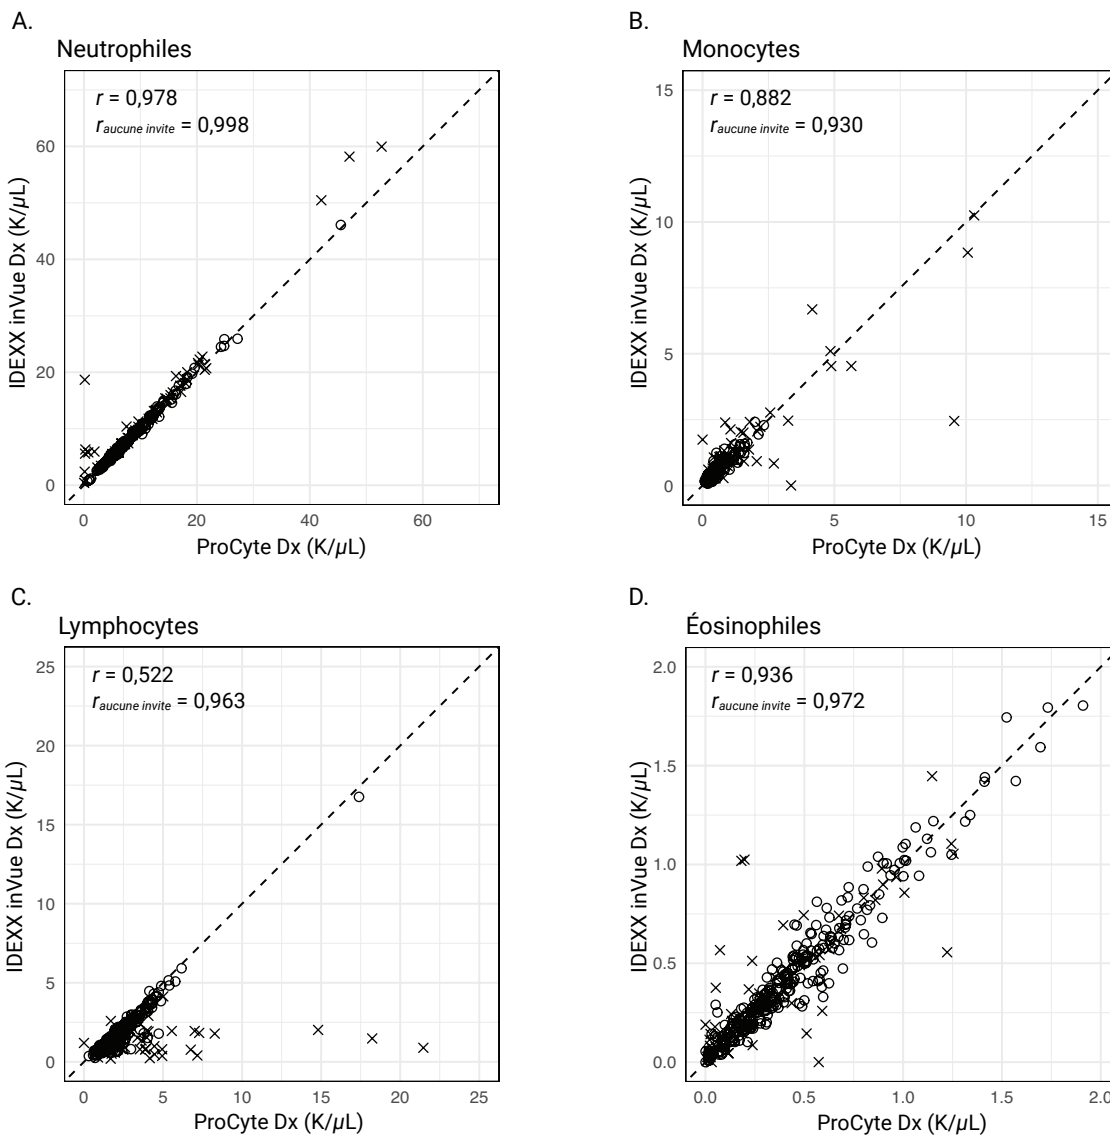 A.
Neutrophiles
r = 0,978
raucune invite = 0,998
60
40
20
0
0 20 40 60
IDEXX inVue Dx (K/µL)
ProCyte Dx (K/µL)
B.
Monocytes
r = 0,882
raucune invite = 0,930
15
10
5
0
0 5 10 15
IDEXX inVue Dx (K/µL)
ProCyte Dx (K/µL)
C.
Lymphocytes
r = 0,522
raucune invite = 0,963
25
20
15
10
5
0
0 5 10 15 20 25
IDEXX inVue Dx (K/µL)
ProCyte Dx (K/µL)
D.
Éosinophiles
r = 0,936
raucune invite = 0,972
2.0
1.5
1.0
0.5
0.0
0.0 0.5 1.0 1.5 2.0
IDEXX inVue Dx (K/µL)
ProCyte Dx (K/µL)